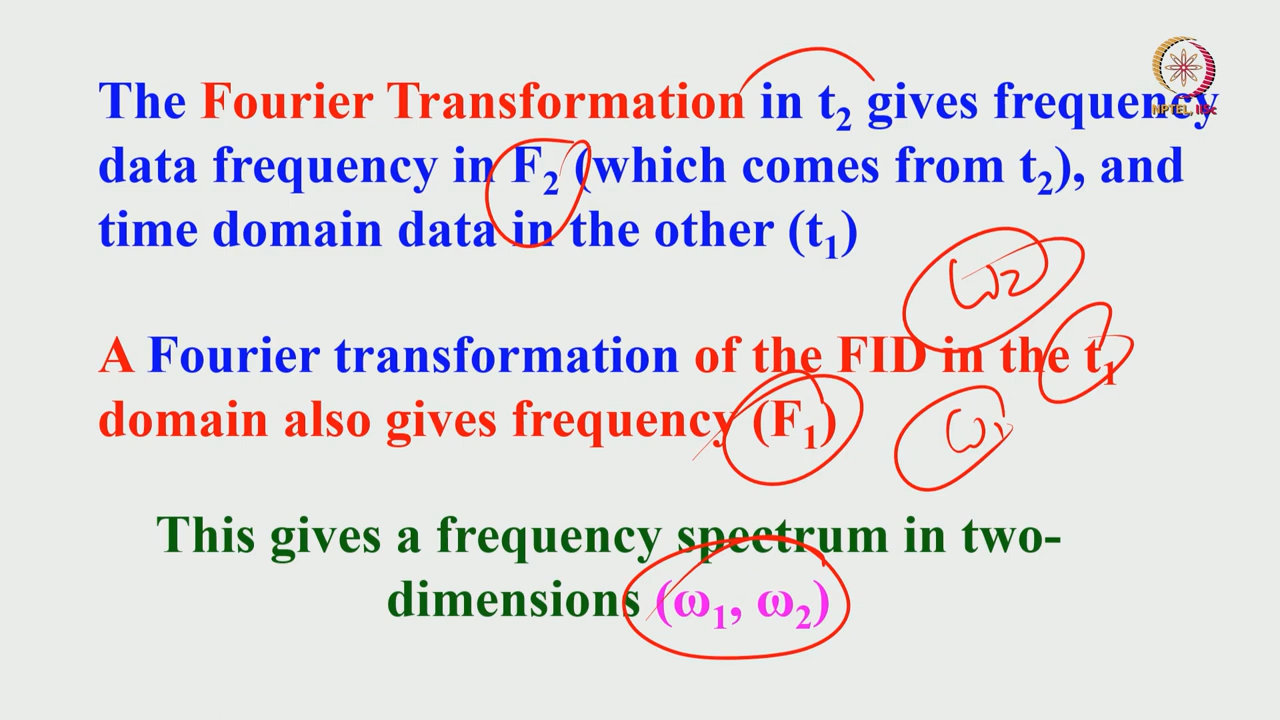 The Fourier Transformation in t₂ gives frequency
NPTEL, IISc
data frequency in F₂ (which comes from t₂), and
time domain data in the other (t₁)
ω2
A Fourier transformation of the FID in the t₁
domain also gives frequency (F₁)
ω1
This gives a frequency spectrum in two-
dimensions (ω₁, ω₂)